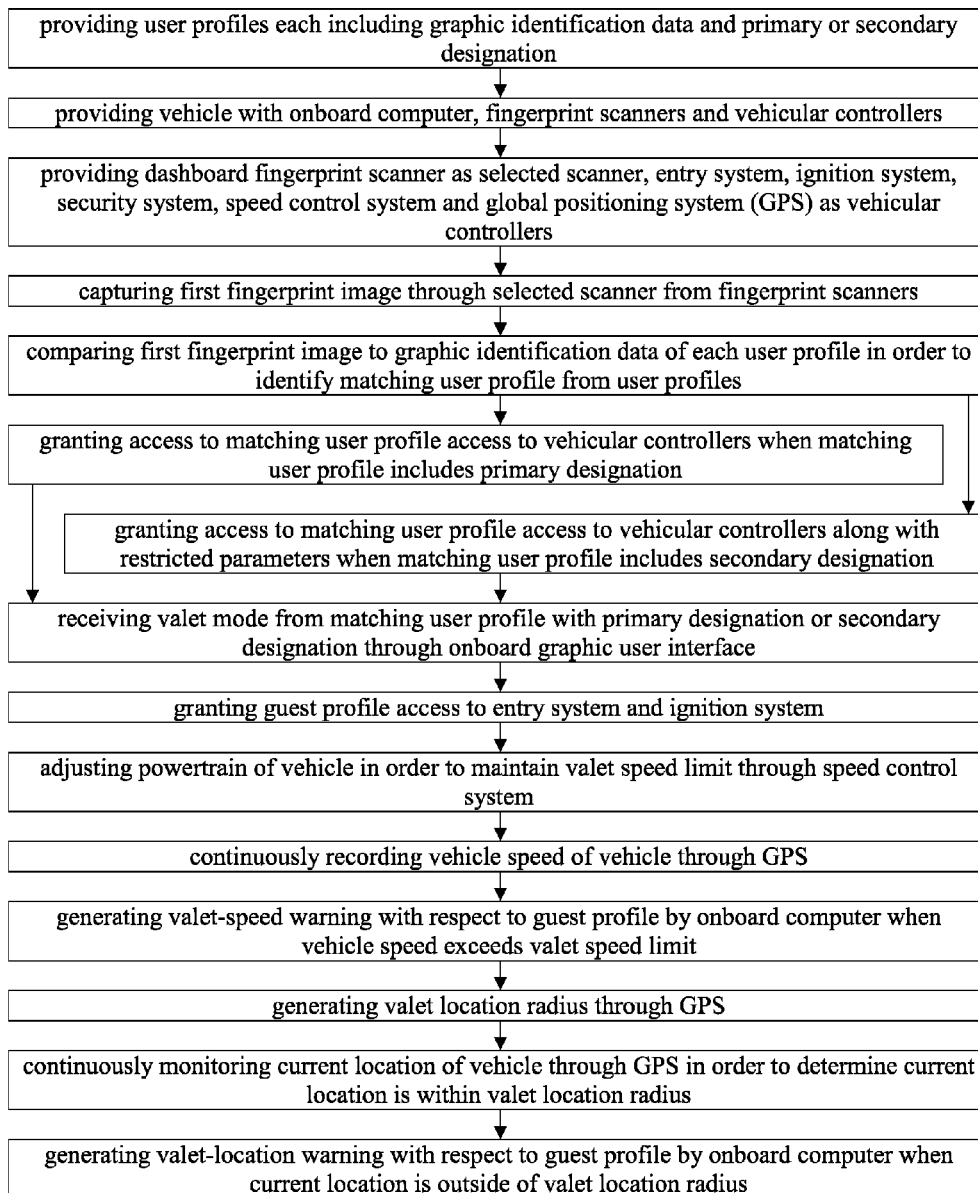 providing user profiles each including graphic identification data and primary or secondary
designation
providing vehicle with onboard computer, fingerprint scanners and vehicular controllers
providing dashboard fingerprint scanner as selected scanner, entry system, ignition system,
security system, speed control system and global positioning system (GPS) as vehicular
controllers
capturing first fingerprint image through selected scanner from fingerprint scanners
comparing first fingerprint image to graphic identification data of each user profile in order to
identify matching user profile from user profiles
granting access to matching user profile access to vehicular controllers when matching
user profile includes primary designation
granting access to matching user profile access to vehicular controllers along with
restricted parameters when matching user profile includes secondary designation
receiving valet mode from matching user profile with primary designation or secondary
designation through onboard graphic user interface
granting guest profile access to entry system and ignition system
adjusting powertrain of vehicle in order to maintain valet speed limit through speed control
system
continuously recording vehicle speed of vehicle through GPS
generating valet-speed warning with respect to guest profile by onboard computer when
vehicle speed exceeds valet speed limit
generating valet location radius through GPS
continuously monitoring current location of vehicle through GPS in order to determine current
location is within valet location radius
generating valet-location warning with respect to guest profile by onboard computer when
current location is outside of valet location radius